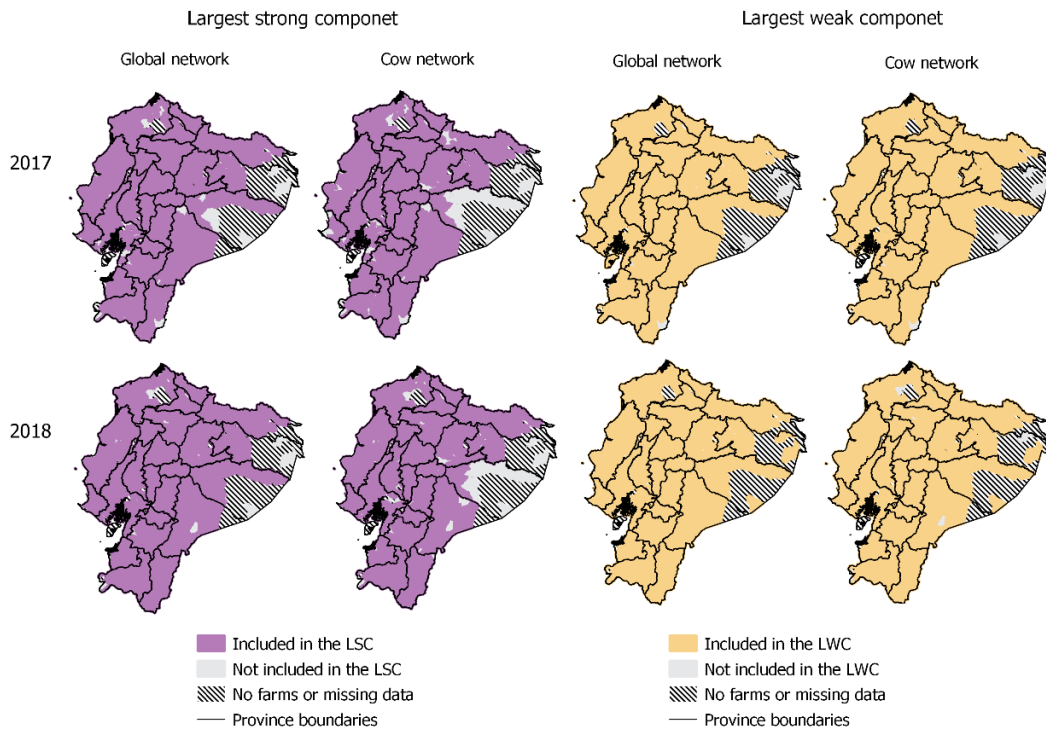 Largest strong componet
Largest weak componet
Global network
Cow network
Global network
Cow network
2017
2018
Included in the LSC
Not included in the LSC
No farms or missing data
Province boundaries
Included in the LWC
Not included in the LWC
No farms or missing data
Province boundaries